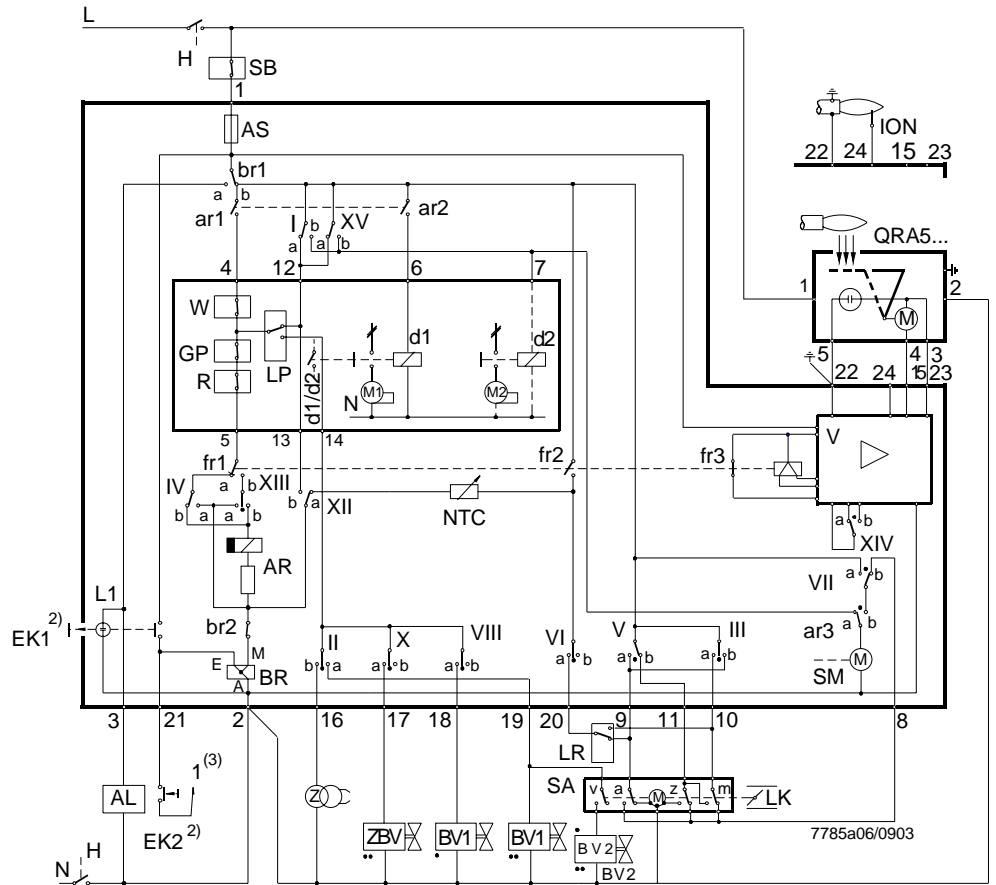 L
H
SB
1
AS
ION
22 24 15 23
br1
a b
ar1
ar2
I
a
b
XV
a b
QRA5...
1
2
M
4 12 6 7
5 4 3
22 24 15 23
W
GP
R
LP
d1/d2
d1
d2
N
M1
M2
V
5 13 14
fr1
fr2
fr3
a b
IV
XIII
b a a b
b a
XII
NTC
a b
XIV
AR
VII
a b
L1
EK1 2)
br2
M
E
A
BR
II
b a
X
a b
VIII
a b
VI
a b
V
a b
III
a b
ar3
a b
M
SM
3 21 2 16 17 18 19 20 9 11 10 8
LR
SA
v a M z m
LK
AL
1(3)
EK2 2)
Z
ZBV
BV1
BV1
BV2
BV2
7785a06/0903
N
H